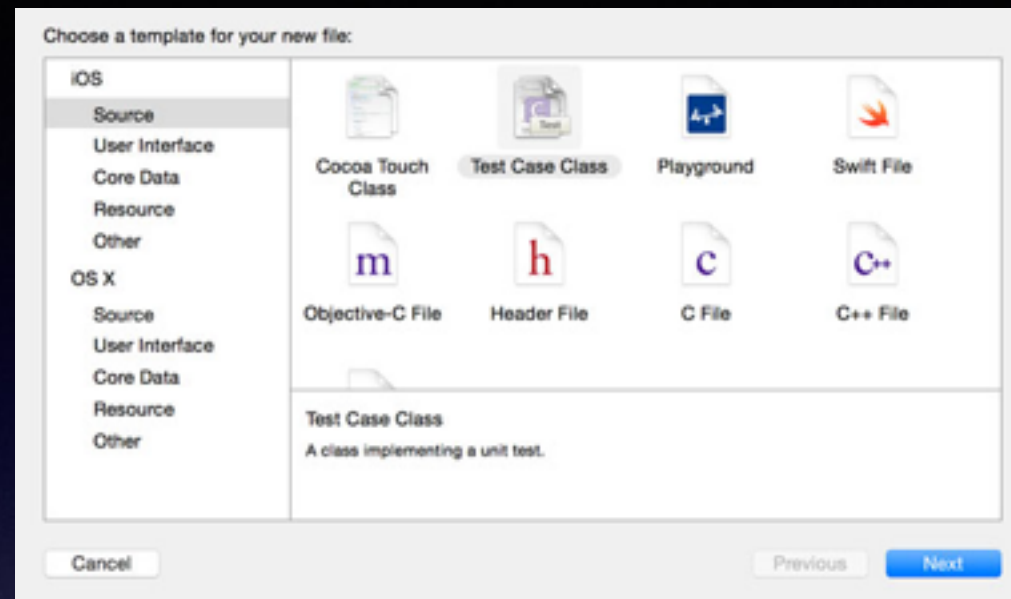 Choose a template for your new file:
iOS
Source
User Interface
Core Data
Resource
Other
OS X
Source
User Interface
Core Data
Resource
Other
C
Test
Cocoa Touch
Class
Test Case Class
Playground
Swift File
m
h
c
C++
Objective-C File
Header File
C File
C++ File
Test Case Class
A class implementing a unit test.
Cancel
Previous
Next